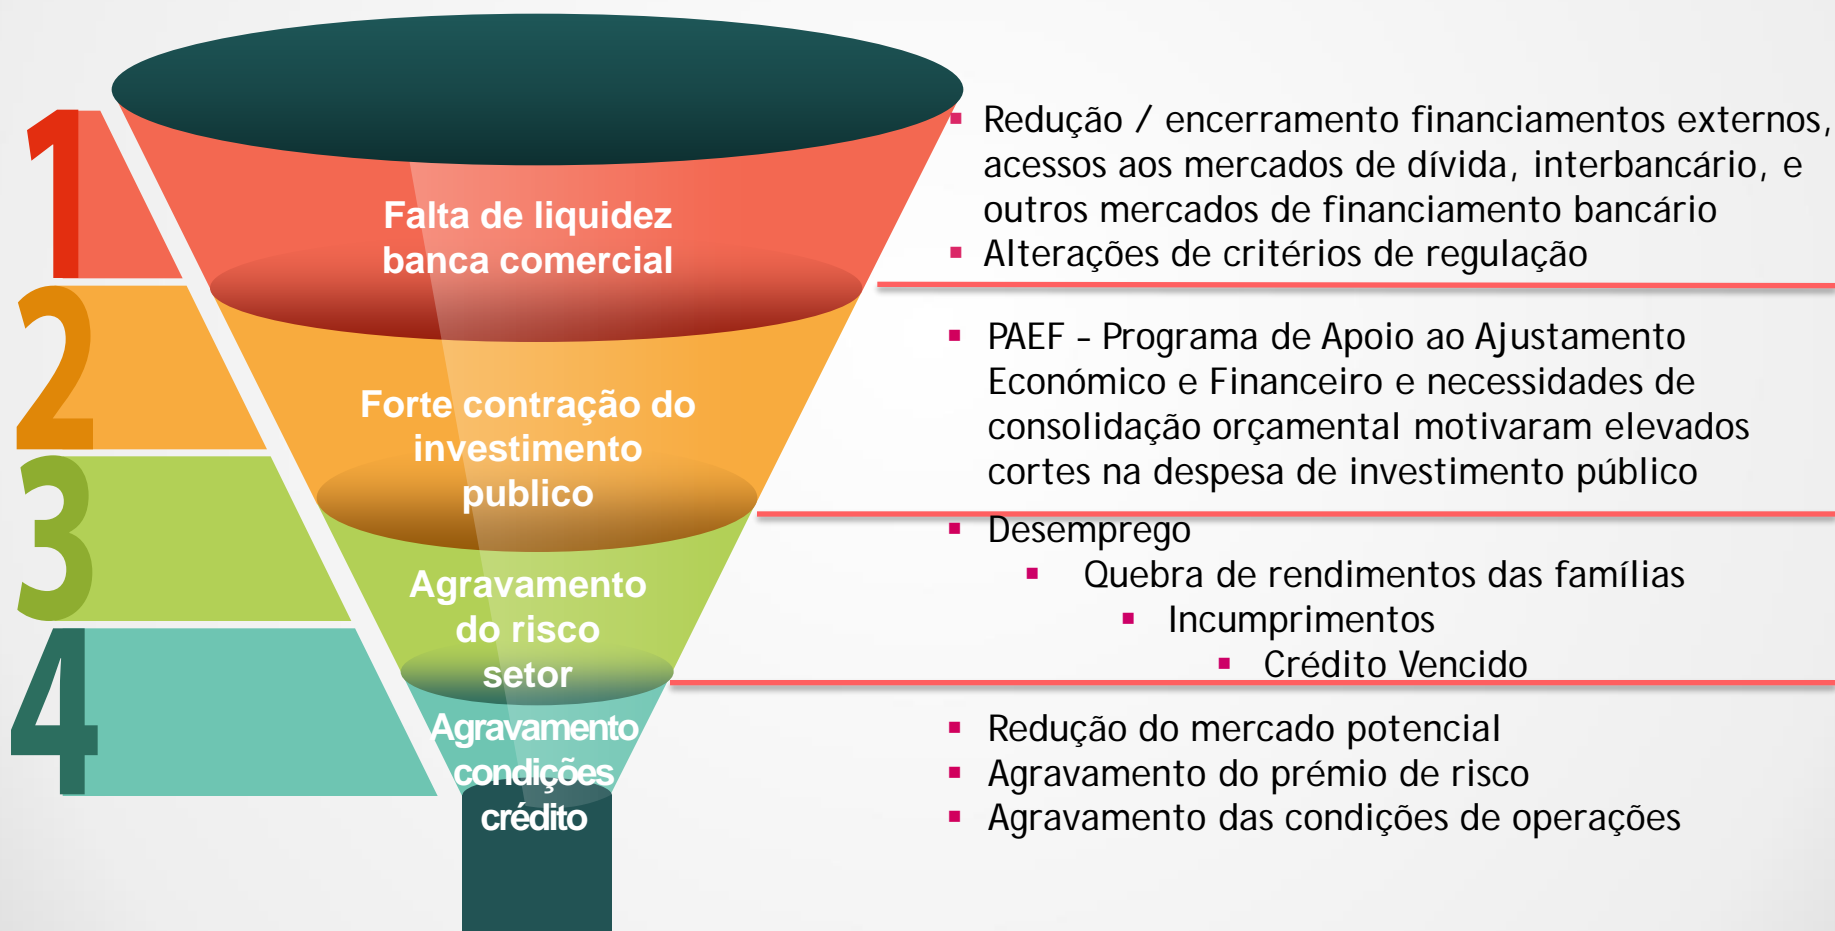 1
Falta de liquidez
banca comercial
Redução / encerramento financiamentos externos,
acessos aos mercados de dívida, interbancário, e
outros mercados de financiamento bancário
Alterações de critérios de regulação
2
Forte contração do
investimento
publico
PAEF – Programa de Apoio ao Ajustamento
Económico e Financeiro e necessidades de
consolidação orçamental motivaram elevados
cortes na despesa de investimento público
3
Agravamento
do risco
setor
Desemprego
Quebra de rendimentos das famílias
Incumprimentos
Crédito Vencido
4
Agravamento
condições
crédito
Redução do mercado potencial
Agravamento do prémio de risco
Agravamento das condições de operações